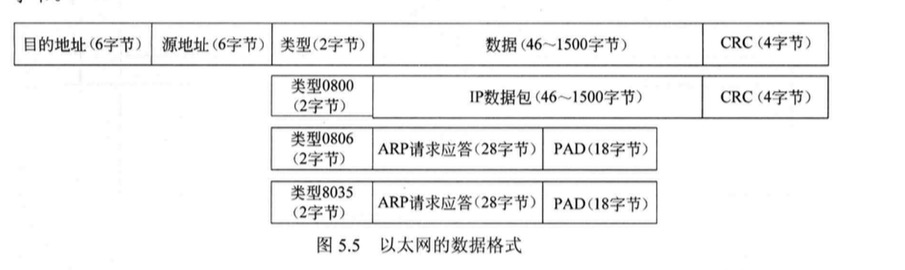 目的地址(6字节) 源地址(6字节) 类型(2字节) 数据(46～1500字节) CRC(4字节)
类型0800
(2字节)
IP数据包(46～1500字节) CRC(4字节)
类型0806
(2字节)
ARP请求应答(28字节) PAD(18字节)
类型8035
(2字节)
ARP请求应答(28字节) PAD(18字节)
图 5.5 以太网的数据格式